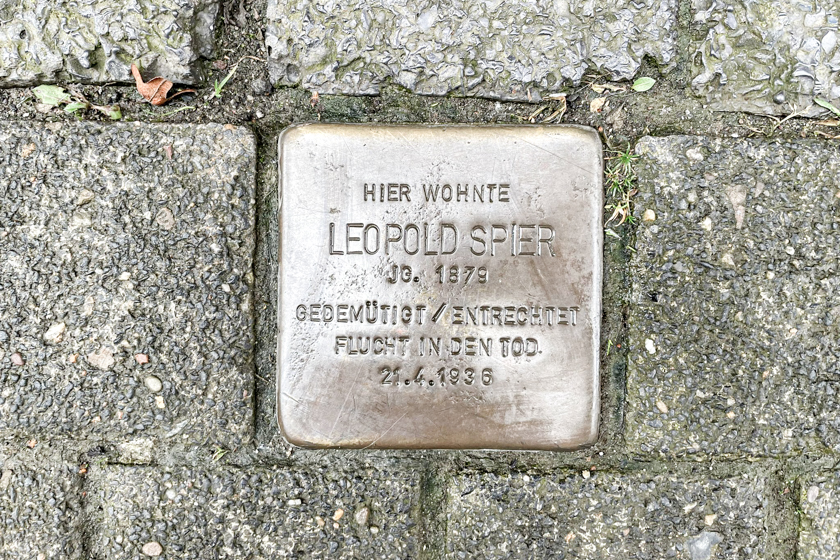 HIER WOHNTE
LEOPOLD SPIER
JG. 1879
GEDEMÜTIGT / ENTRECHTET
FLUCHT IN DEN TOD
21.4.1936